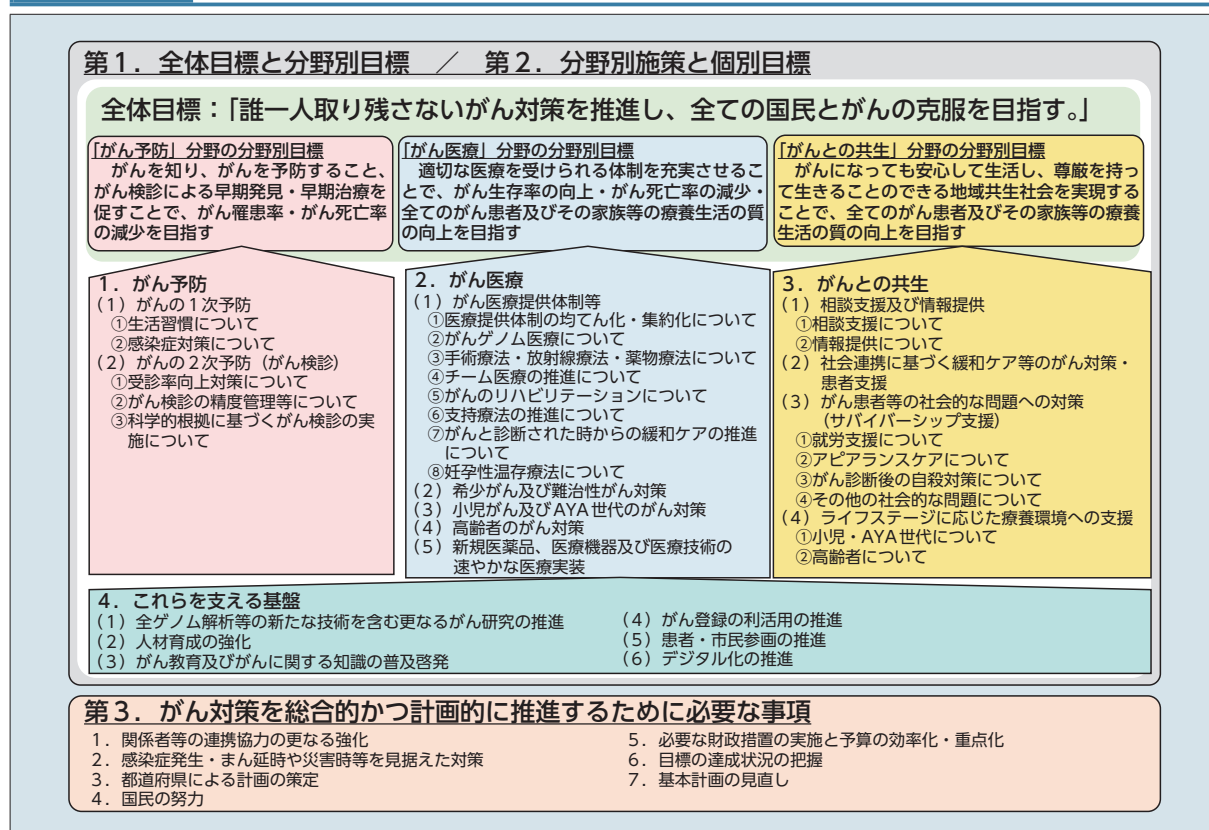 第1．全体目標と分野別目標　／　第2．分野別施策と個別目標
全体目標：「誰一人取り残さないがん対策を推進し、全ての国民とがんの克服を目指す。」
「がん予防」分野の分野別目標
がんを知り、がんを予防すること、
がん検診による早期発見・早期治療を
促すことで、がん罹患率・がん死亡率
の減少を目指す
「がん医療」分野の分野別目標
適切な医療を受けられる体制を充実させるこ
とで、がん生存率の向上・がん死亡率の減少・
全てのがん患者及びその家族等の療養生活の質
の向上を目指す
「がんとの共生」分野の分野別目標
がんになっても安心して生活し、尊厳を持っ
て生きることのできる地域共生社会を実現する
ことで、全てのがん患者及びその家族等の療養
生活の質の向上を目指す
1．がん予防
（1）がんの1次予防
①生活習慣について
②感染症対策について
（2）がんの2次予防（がん検診）
①受診率向上対策について
②がん検診の精度管理等について
③科学的根拠に基づくがん検診の実
施について
2．がん医療
（1）がん医療提供体制等
①医療提供体制の均てん化・集約化について
②がんゲノム医療について
③手術療法・放射線療法・薬物療法について
④チーム医療の推進について
⑤がんのリハビリテーションについて
⑥支持療法の推進について
⑦がんと診断された時からの緩和ケアの推進
について
⑧妊孕性温存療法について
（2）希少がん及び難治性がん対策
（3）小児がん及びAYA世代のがん対策
（4）高齢者のがん対策
（5）新規医薬品、医療機器及び医療技術の
速やかな医療実装
3．がんとの共生
（1）相談支援及び情報提供
①相談支援について
②情報提供について
（2）社会連携に基づく緩和ケア等のがん対策・
患者支援
（3）がん患者等の社会的な問題への対策
（サバイバーシップ支援）
①就労支援について
②アピアランスケアについて
③がん診断後の自殺対策について
④その他の社会的な問題について
（4）ライフステージに応じた療養環境への支援
①小児・AYA世代について
②高齢者について
4．これらを支える基盤
（1）全ゲノム解析等の新たな技術を含む更なるがん研究の推進
（2）人材育成の強化
（3）がん教育及びがんに関する知識の普及啓発
（4）がん登録の利活用の推進
（5）患者・市民参画の推進
（6）デジタル化の推進
第3．がん対策を総合的かつ計画的に推進するために必要な事項
1．関係者等の連携協力の更なる強化
2．感染症発生・まん延時や災害時等を見据えた対策
3．都道府県による計画の策定
4．国民の努力
5．必要な財政措置の実施と予算の効率化・重点化
6．目標の達成状況の把握
7．基本計画の見直し